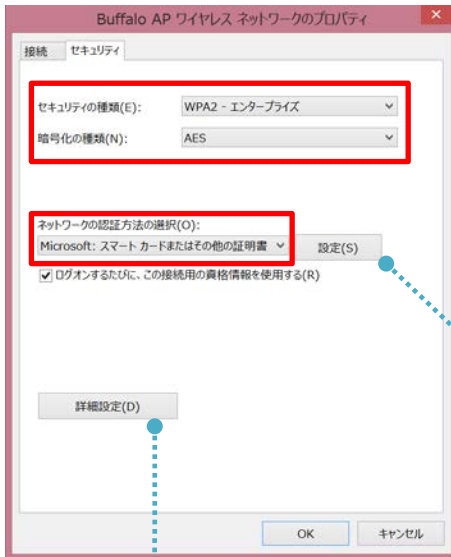 Buffalo AP ワイヤレス ネットワークのプロパティ
接続 セキュリティ
セキュリティの種類(E): WPA2 - エンタープライズ
暗号化の種類(N): AES
ネットワークの認証方法の選択(O):
Microsoft: スマート カードまたはその他の証明書 設定(S)
ログオンするたびに、この接続用の資格情報を使用する(R)
詳細設定(D)
OK キャンセル